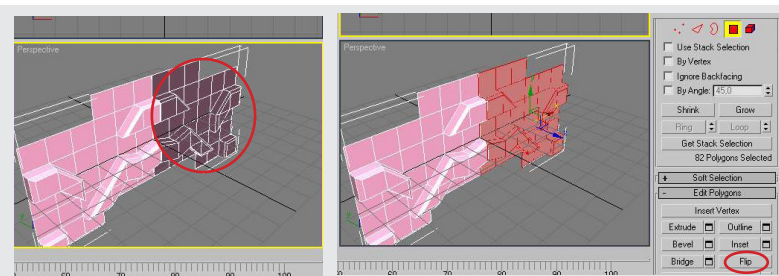 Perspective
60
70
80
90
100
Perspective
60
70
80
90
100
Use Stack Selection
By Vertex
Ignore Backfacing
By Angle: 45,0
Shrink Grow
Ring Loop
Get Stack Selection
82 Polygons Selected
+ Soft Selection
- Edit Polygons
Insert Vertex
Extrude Outline
Bevel Inset
Bridge Flip